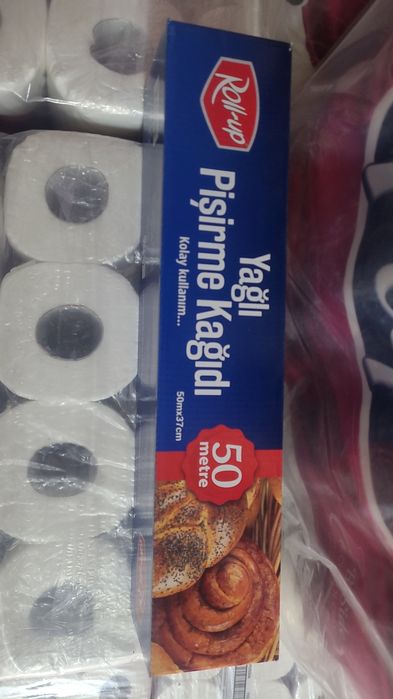 Roll-up
Yağlı
Pişirme Kağıdı
Kolay kullanım...
50mx37cm
50
metre